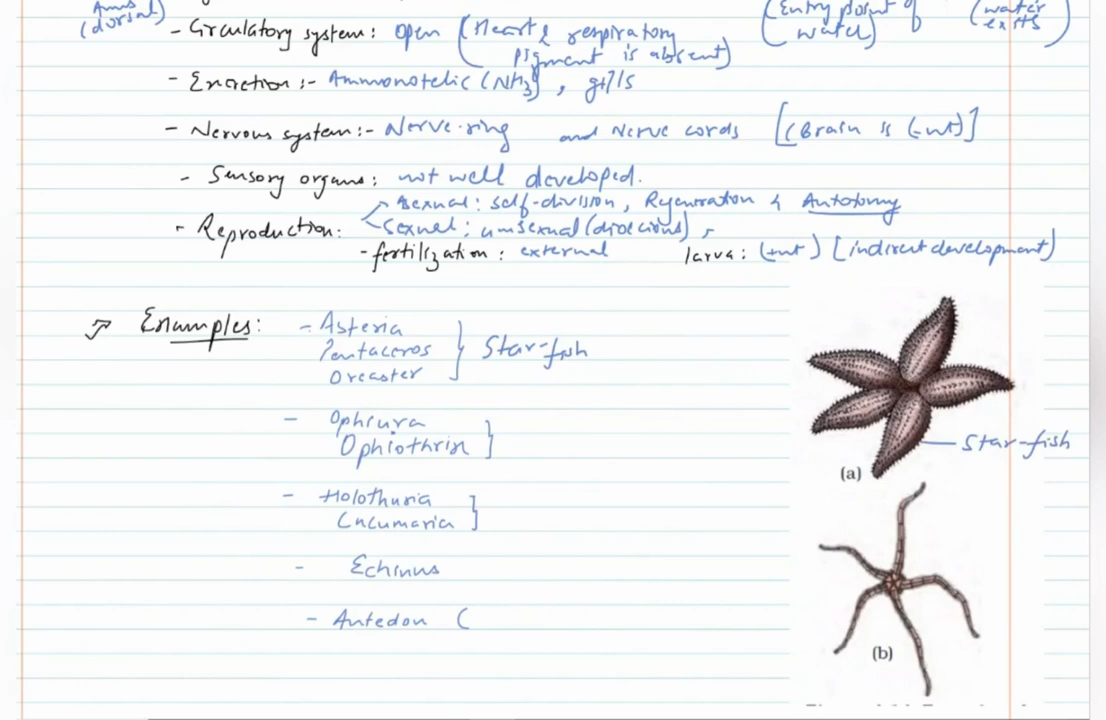 Anus
(dorsal)
(Entry point of
water)
(water
exits)
- Circulatory system: open (Heart & respiratory
pigment is absent)
- Excretion :- Ammonotelic (NH3), gills
- Nervous system:- Nerve-ring and Nerve cords [(Brain is (-nt)]
- Sensory organs: not well developed.
- Reproduction:
Asexual: self-division, Regeneration & Autotomy
Sexual: unisexual (dioecious),
- fertilization: external larva: (+nt) [indirect development]
Examples:
- Asteria
Pentaceros
Oreaster
Star-fish
- Ophiura
Ophiothrix
- Holothuria
Cucumaria
- Echinus
- Antedon (
Star-fish
(a)
(b)